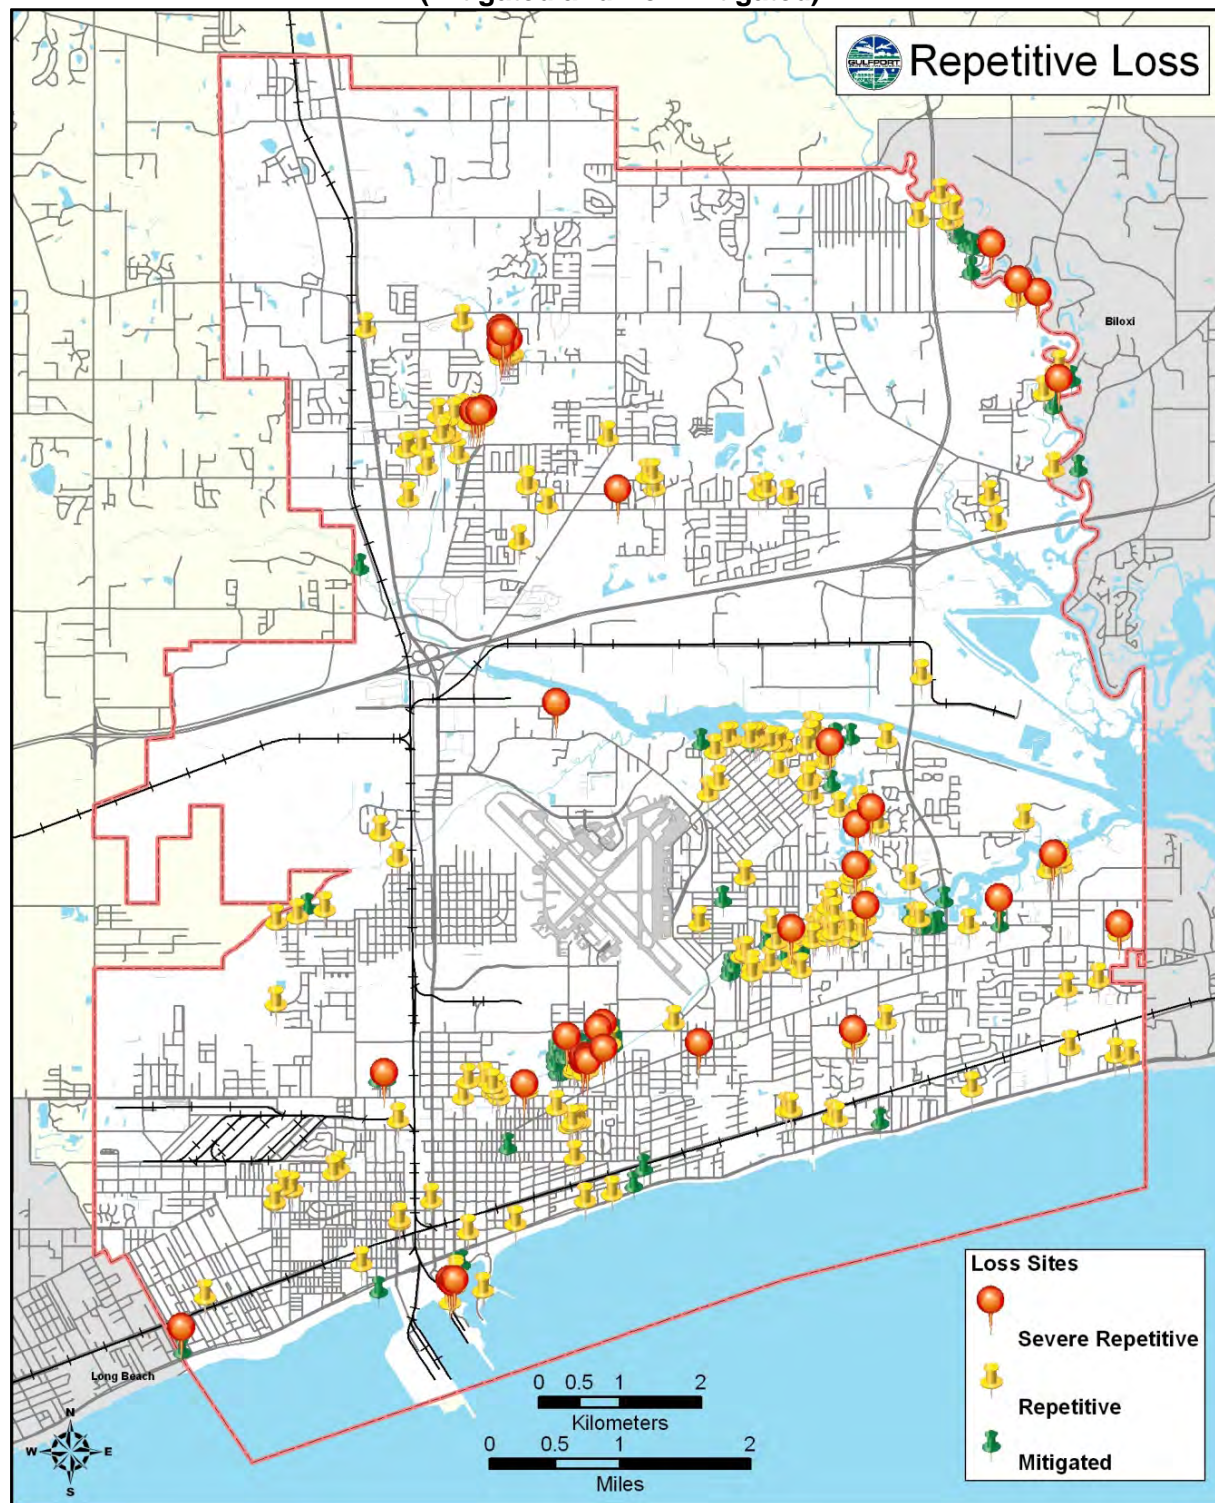 GULFPORT
Repetitive Loss
Biloxi
Long Beach
N
W E
S
0 0.5 1 2
Kilometers
0 0.5 1 2
Miles
Loss Sites
Severe Repetitive
Repetitive
Mitigated